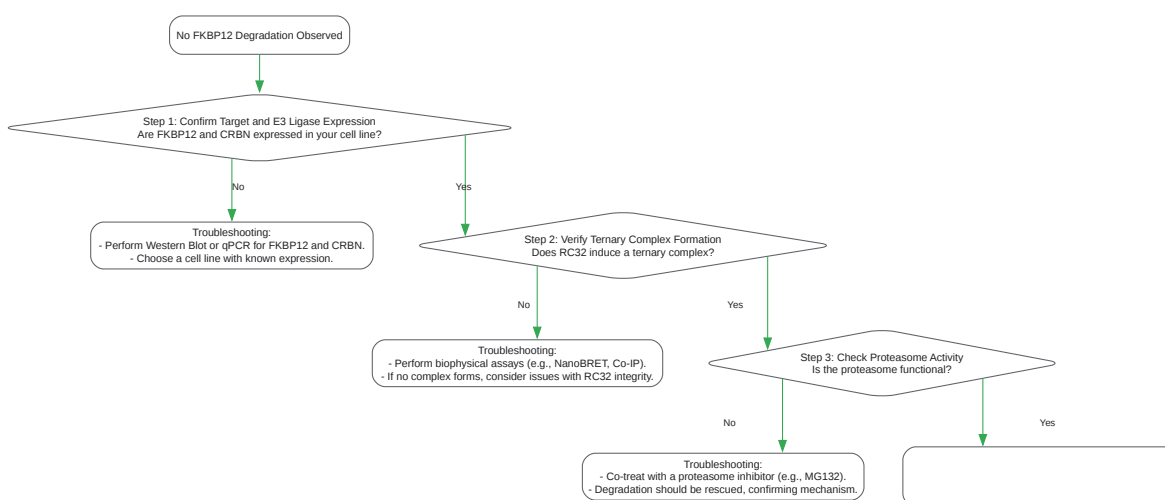 No FKBP12 Degradation Observed
Step 1: Confirm Target and E3 Ligase Expression
Are FKBP12 and CRBN expressed in your cell line?
No
Yes
Troubleshooting:
- Perform Western Blot or qPCR for FKBP12 and CRBN.
- Choose a cell line with known expression.
Step 2: Verify Ternary Complex Formation
Does RC32 induce a ternary complex?
No
Yes
Troubleshooting:
- Perform biophysical assays (e.g., NanoBRET, Co-IP).
- If no complex forms, consider issues with RC32 integrity.
Step 3: Check Proteasome Activity
Is the proteasome functional?
No
Yes
Troubleshooting:
- Co-treat with a proteasome inhibitor (e.g., MG132).
- Degradation should be rescued, confirming mechanism.